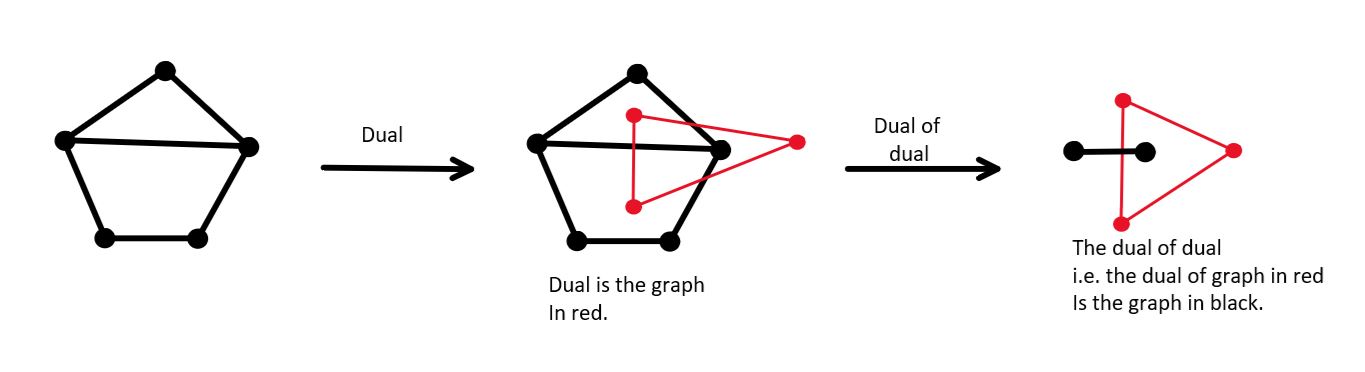 Dual
Dual is the graph
In red.
Dual of
dual
The dual of dual
i.e. the dual of graph in red
Is the graph in black.